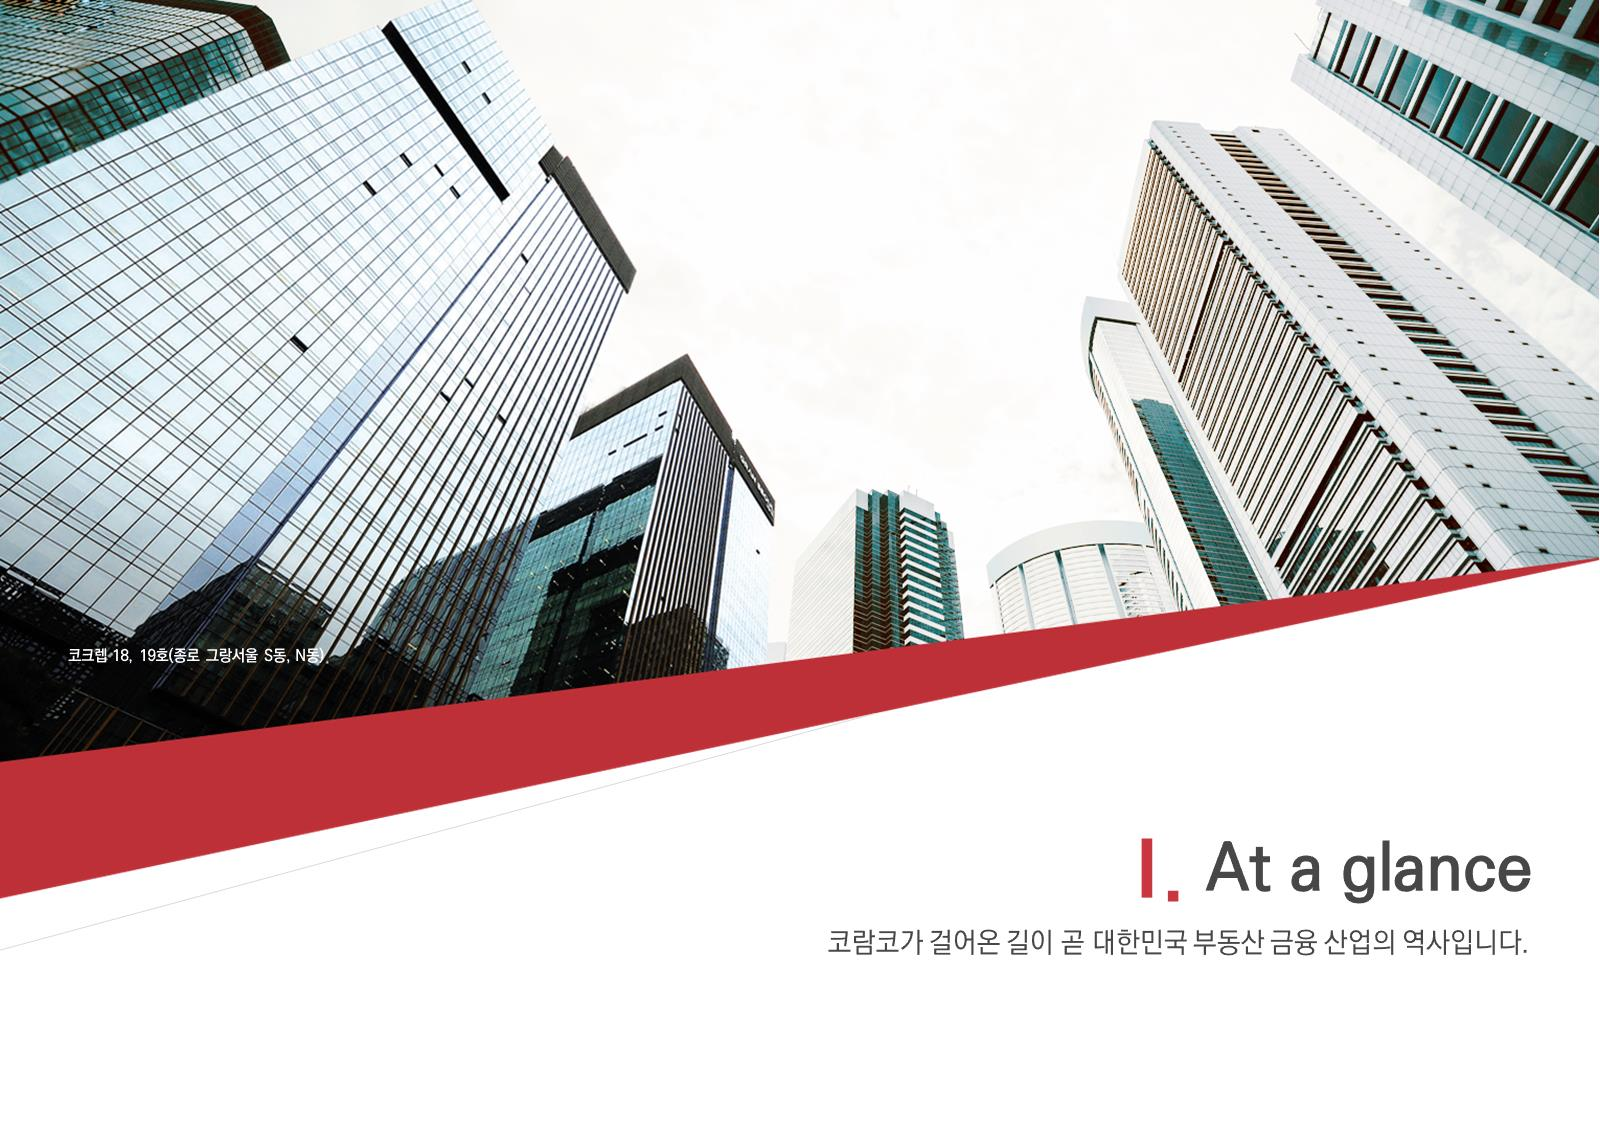 코크렙 18, 19호(종로 그랑서울 S동, N동)
I. At a glance
코람코가 걸어온 길이 곧 대한민국 부동산 금융 산업의 역사입니다.